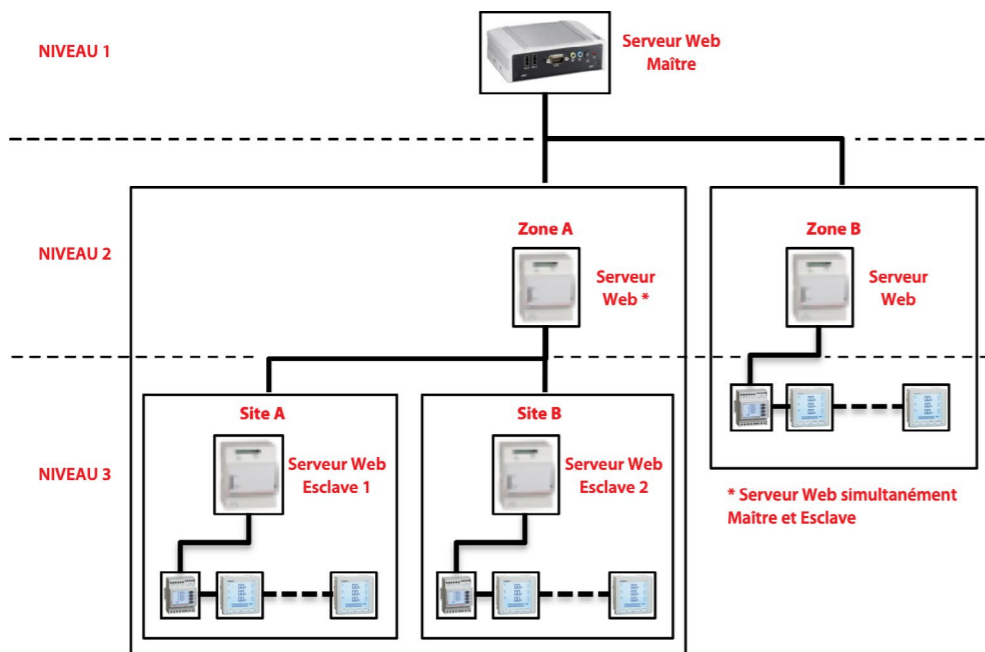 NIVEAU 1
Serveur Web
Maître
NIVEAU 2
Zone A
Serveur
Web *
Zone B
Serveur
Web
NIVEAU 3
Site A
Serveur Web
Esclave 1
Site B
Serveur Web
Esclave 2
* Serveur Web simultanément
Maître et Esclave